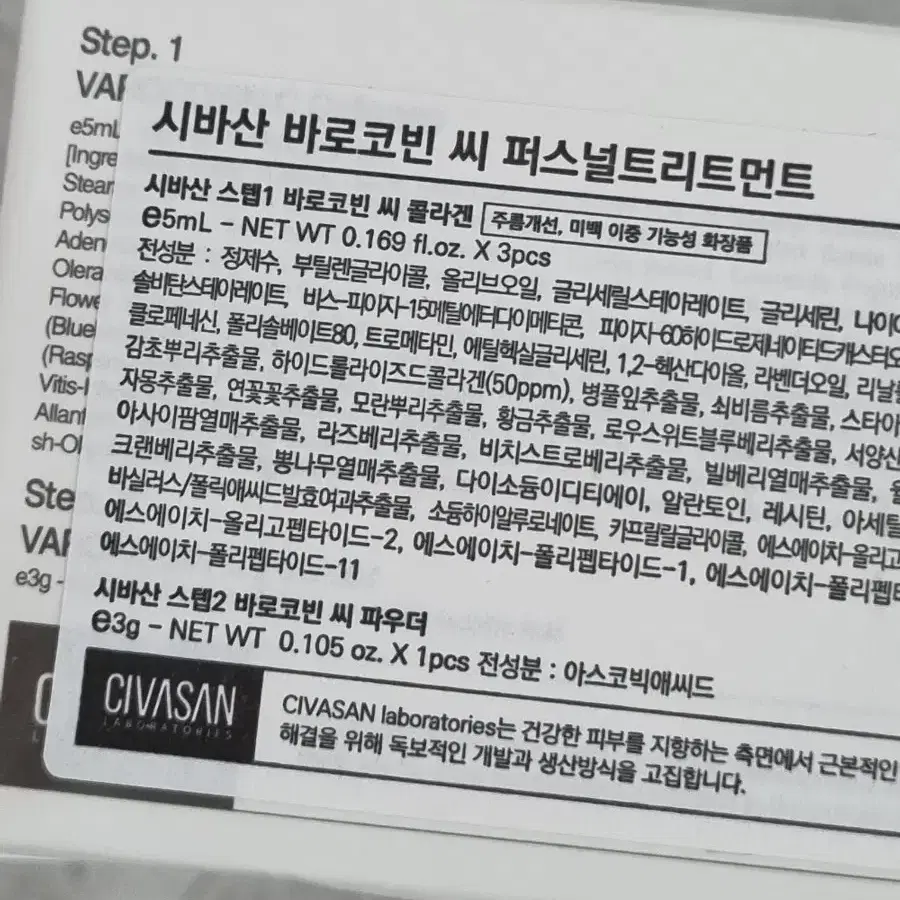 Step. 1
VAR
e5mL
[Ingre
Stear
Polys
Aden
Olera
Flowe
(Blue
(Rasp
Vitis-
Allant
sh-Ol
Ste
VAR
e3g -
시바산 바로코빈 씨 퍼스널트리트먼트
시바산 스텝1 바로코빈 씨 콜라겐 주름개선, 미백 이중 기능성 화장품
e5mL - NET WT 0.169 fl.oz. X 3pcs
전성분 : 정제수, 부틸렌글라이콜, 올리브오일, 글리세릴스테아레이트, 글리세린, 나이
솔비탄스테아레이트, 비스-피이지-15메틸에터다이메티콘, 피이지-60하이드로제네이티드캐스터오
클로페네신, 폴리솔베이트80, 트로메타민, 에틸헥실글리세린, 1,2-헥산다이올, 라벤더오일, 리날
감초뿌리추출물, 하이드롤라이즈드콜라겐(50ppm), 병풀잎추출물, 쇠비름추출물, 스타아
자몽추출물, 연꽃꽃추출물, 모란뿌리추출물, 황금추출물, 로우스위트블루베리추출물, 서양산
아사이팜열매추출물, 라즈베리추출물, 비치스트로베리추출물, 빌베리열매추출물,
크랜베리추출물, 뽕나무열매추출물, 다이소듐이디티에이, 알란토인, 레시틴, 아세틸
바실러스/폴릭애씨드발효여과추출물, 소듐하이알루로네이트, 카프릴릴글라이콜, 에스에이치-올리고
에스에이치-올리고펩타이드-2, 에스에이치-폴리펩타이드-1, 에스에이치-폴리펩타
에스에이치-폴리펩타이드-11
시바산 스텝2 바로코빈 씨 파우더
e3g - NET WT 0.105 oz. X 1pcs 전성분 : 아스코빅애씨드
CIVASAN
LABORATORIES
CIVASAN laboratories는 건강한 피부를 지향하는 측면에서 근본적인
해결을 위해 독보적인 개발과 생산방식을 고집합니다.